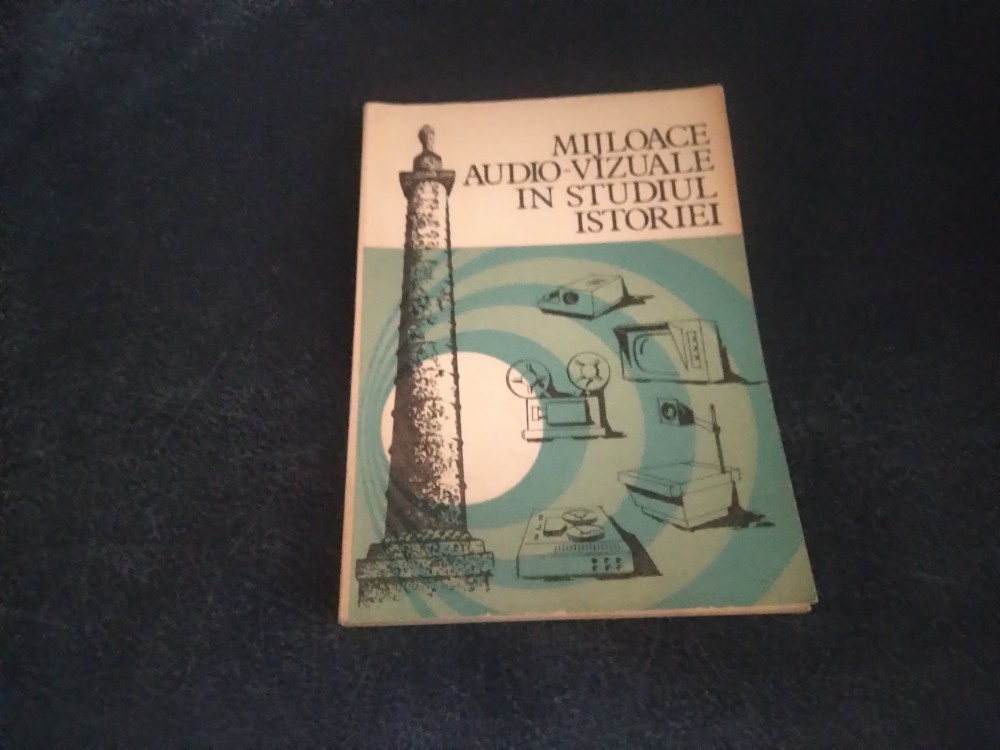 MIJLOACE
AUDIO-VIZUALE
IN STUDIUL
ISTORIEI